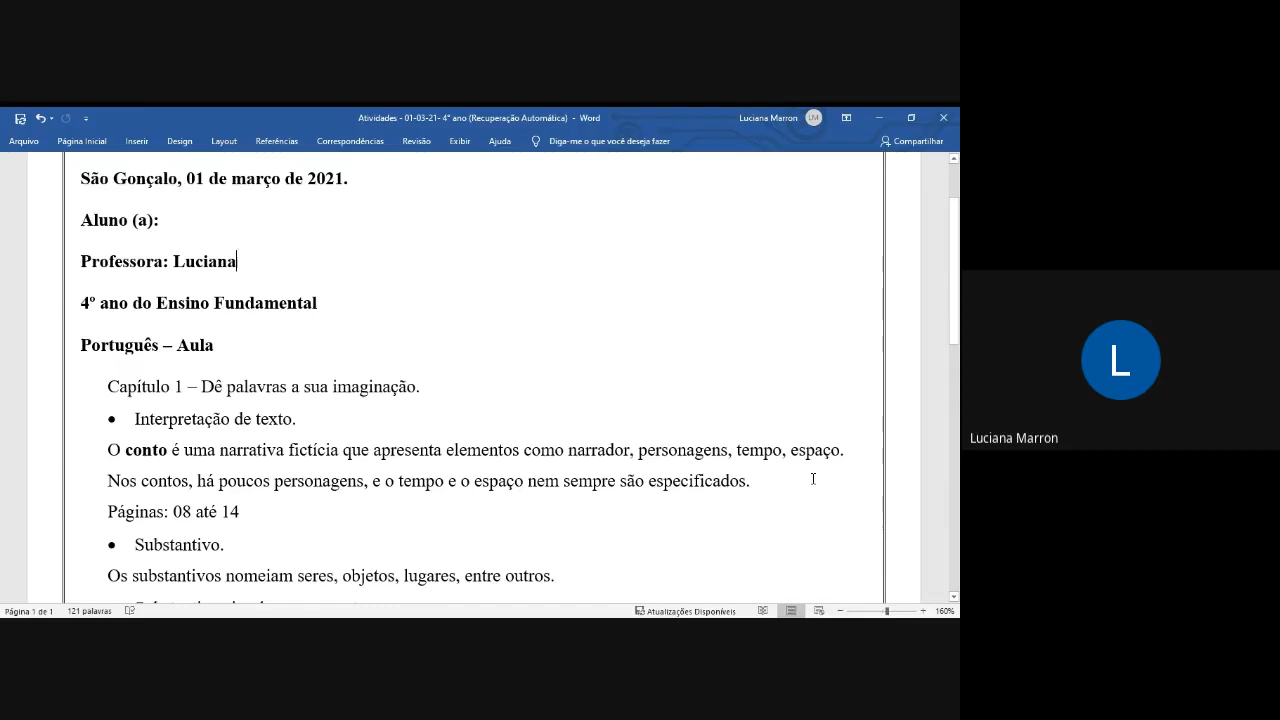 Atividades - 01-03-21- 4° ano (Recuperação Automática) - Word
Luciana Marron
LM
Arquivo
Página Inicial
Inserir
Design
Layout
Referências
Correspondências
Revisão
Exibir
Ajuda
Diga-me o que você deseja fazer
Compartilhar
São Gonçalo, 01 de março de 2021.
Aluno (a):
Professora: Luciana
4º ano do Ensino Fundamental
Português – Aula
Capítulo 1 – Dê palavras a sua imaginação.
• Interpretação de texto.
O conto é uma narrativa fictícia que apresenta elementos como narrador, personagens, tempo, espaço.
Nos contos, há poucos personagens, e o tempo e o espaço nem sempre são especificados.
Páginas: 08 até 14
• Substantivo.
Os substantivos nomeiam seres, objetos, lugares, entre outros.
Página 1 de 1
121 palavras
Atualizações Disponíveis
160%
L
Luciana Marron